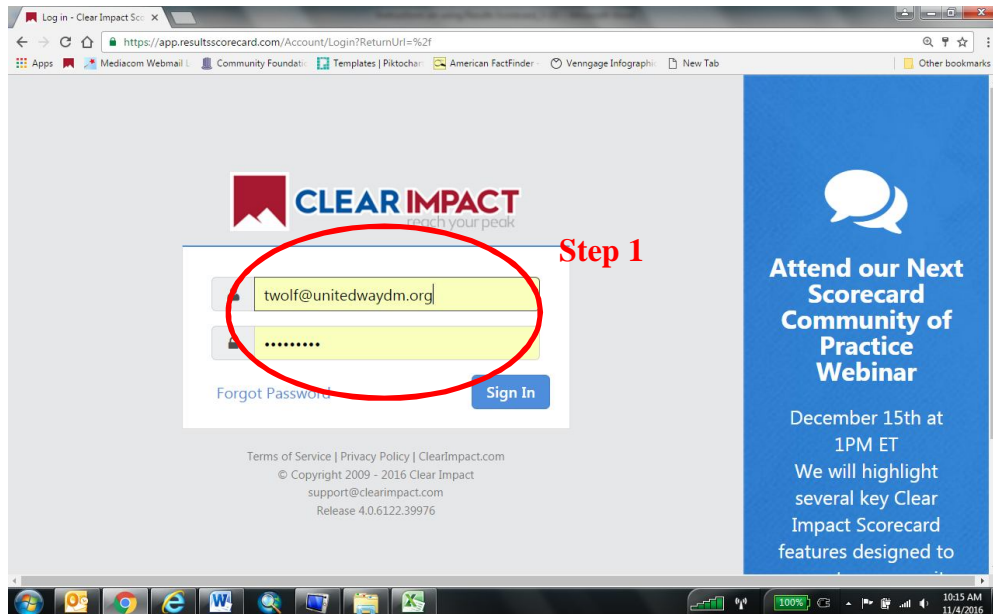 Log in - Clear Impact Sco
https://app.resultsscorecard.com/Account/Login?ReturnUrl=%2f
Apps Mediacom Webmail Community Foundati Templates | Piktochar American FactFinder - Venngage Infographic New Tab Other bookmarks
CLEAR IMPACT
reach your peak
Step 1
twolf@unitedwaydm.org
•••••••••
Forgot Password
Sign In
Terms of Service | Privacy Policy | ClearImpact.com
© Copyright 2009 - 2016 Clear Impact
support@clearimpact.com
Release 4.0.6122.39976
Attend our Next
Scorecard
Community of
Practice
Webinar
December 15th at
1PM ET
We will highlight
several key Clear
Impact Scorecard
features designed to
100%
10:15 AM
11/4/2016